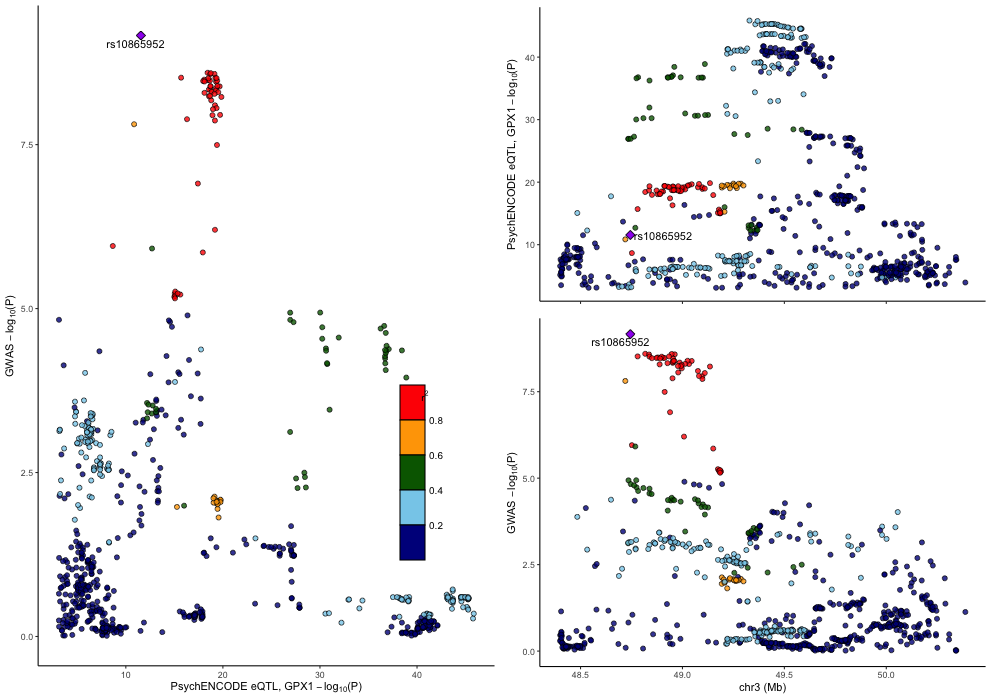 rs10865952
7.5
5.0
2.5
0.0
GWAS − log10(P)
10
20
30
40
PsychENCODE eQTL, GPX1 − log10(P)
r2
0.8
0.6
0.4
0.2
40
30
20
10
PsychENCODE eQTL, GPX1 − log10(P)
rs10865952
rs10865952
7.5
5.0
2.5
0.0
GWAS − log10(P)
48.5
49.0
49.5
50.0
chr3 (Mb)